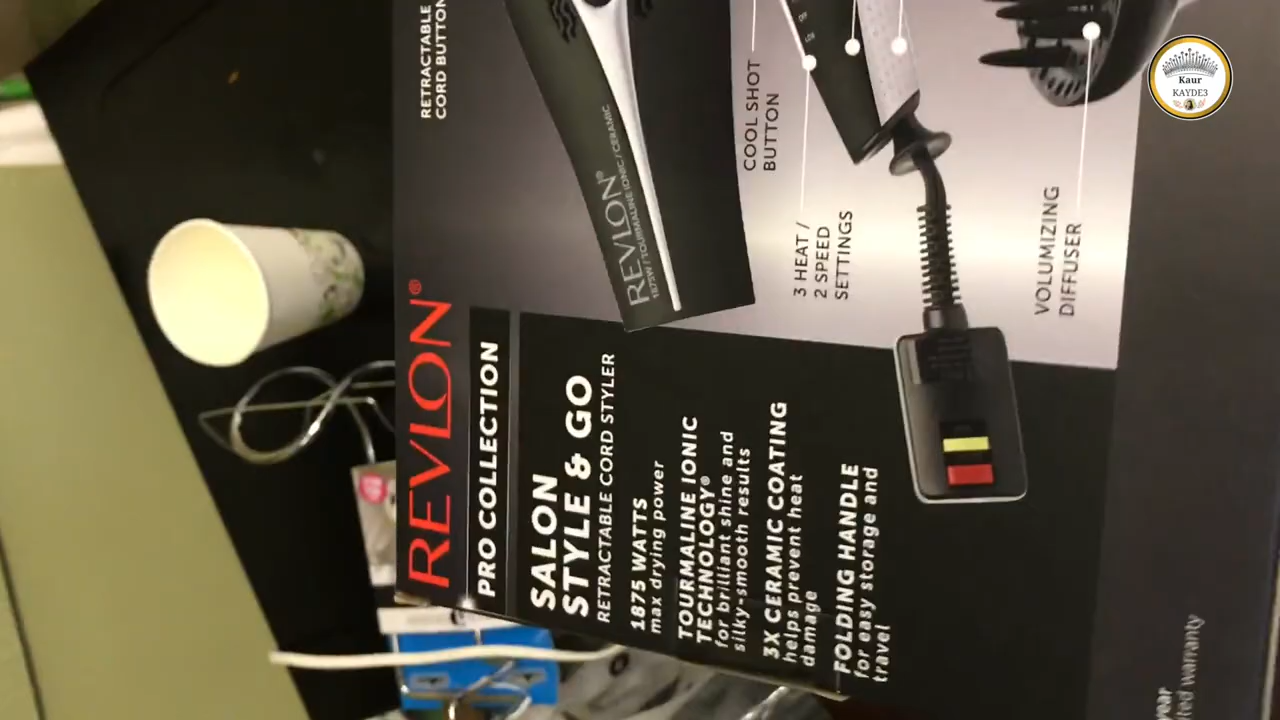 REVLON®
PRO COLLECTION
SALON
STYLE & GO
RETRACTABLE CORD STYLER
1875 WATTS
max drying power
TOURMALINE IONIC
TECHNOLOGY®
for brilliant shine and
silky-smooth results
3X CERAMIC COATING
helps prevent heat
damage
FOLDING HANDLE
for easy storage and
travel
RETRACTABLE
CORD BUTTON
REVLON®
1875W / TOURMALINE IONIC / CERAMIC
COOL SHOT
BUTTON
3 HEAT /
2 SPEED
SETTINGS
VOLUMIZING
DIFFUSER
ted warranty
Kaur
KAYDE3